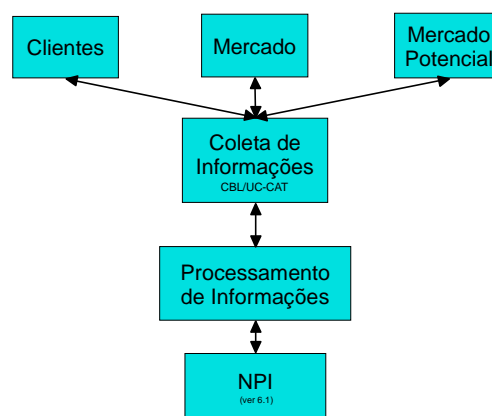 Clientes
Mercado
Mercado
Potencial
Coleta de
Informações
CBL/UC-CAT
Processamento
de Informações
NPI
(ver 6.1)